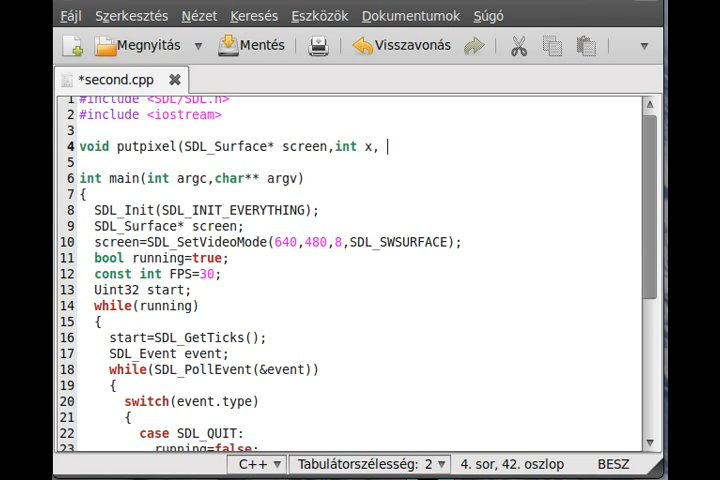 Fájl Szerkesztés Nézet Keresés Eszközök Dokumentumok Súgó
Megnyitás Mentés Visszavonás
*second.cpp
1 #include <SDL/SDL.h>
2 #include <iostream>
3
4 void putpixel(SDL_Surface* screen,int x,
5
6 int main(int argc,char** argv)
7 {
8 SDL_Init(SDL_INIT_EVERYTHING);
9 SDL_Surface* screen;
10 screen=SDL_SetVideoMode(640,480,8,SDL_SWSURFACE);
11 bool running=true;
12 const int FPS=30;
13 Uint32 start;
14 while(running)
15 {
16 start=SDL_GetTicks();
17 SDL_Event event;
18 while(SDL_PollEvent(&event))
19 {
20 switch(event.type)
21 {
22 case SDL_QUIT:
23 running=false;
C++ Tabulátorszélesség: 2 4. sor, 42. oszlop BESZ